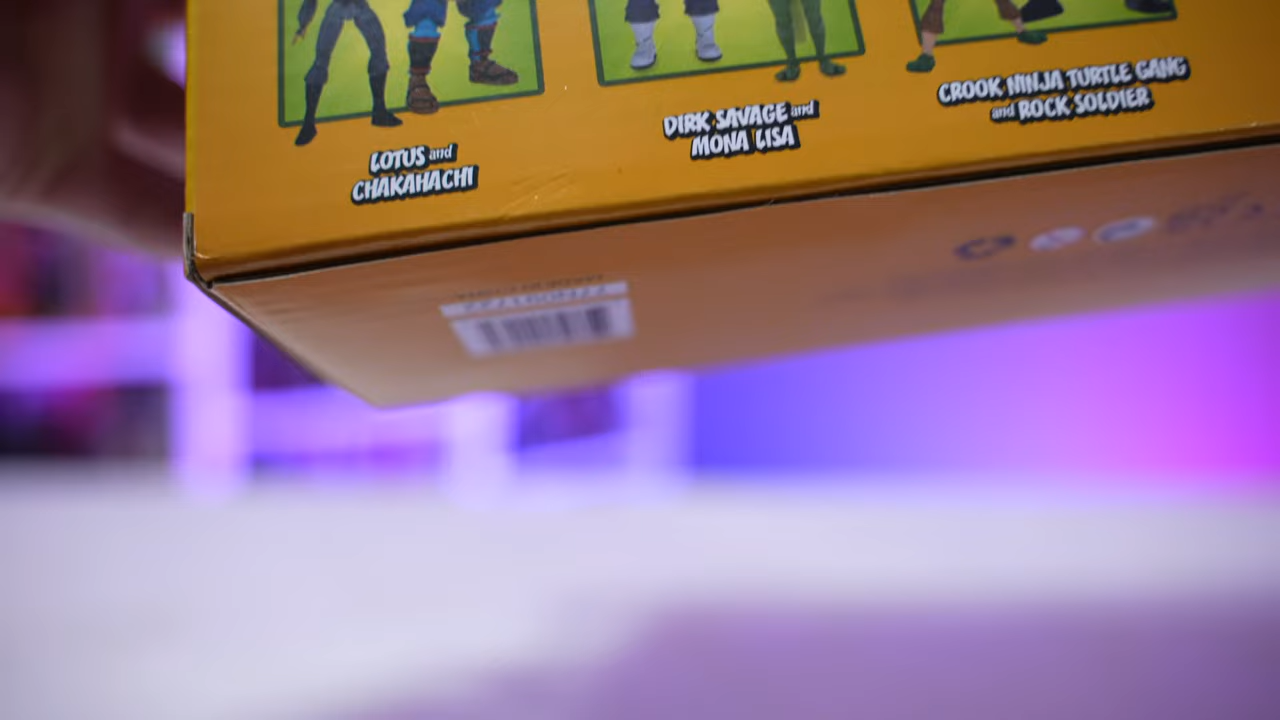 LOTUS and
CHAKAHACHI
DIRK SAVAGE and
MONA LISA
CROOK NINJA TURTLE GANG
and ROCK SOLDIER